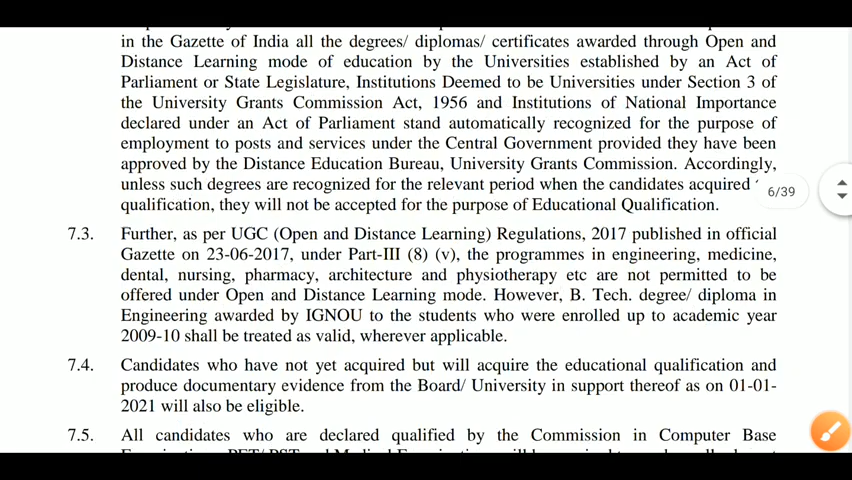 in the Gazette of India all the degrees/ diplomas/ certificates awarded through Open and
Distance Learning mode of education by the Universities established by an Act of
Parliament or State Legislature, Institutions Deemed to be Universities under Section 3 of
the University Grants Commission Act, 1956 and Institutions of National Importance
declared under an Act of Parliament stand automatically recognized for the purpose of
employment to posts and services under the Central Government provided they have been
approved by the Distance Education Bureau, University Grants Commission. Accordingly,
unless such degrees are recognized for the relevant period when the candidates acquired
6/39
qualification, they will not be accepted for the purpose of Educational Qualification.
7.3. Further, as per UGC (Open and Distance Learning) Regulations, 2017 published in official
Gazette on 23-06-2017, under Part-III (8) (v), the programmes in engineering, medicine,
dental, nursing, pharmacy, architecture and physiotherapy etc are not permitted to be
offered under Open and Distance Learning mode. However, B. Tech. degree/ diploma in
Engineering awarded by IGNOU to the students who were enrolled up to academic year
2009-10 shall be treated as valid, wherever applicable.
7.4. Candidates who have not yet acquired but will acquire the educational qualification and
produce documentary evidence from the Board/ University in support thereof as on 01-01-
2021 will also be eligible.
7.5. All candidates who are declared qualified by the Commission in Computer Base